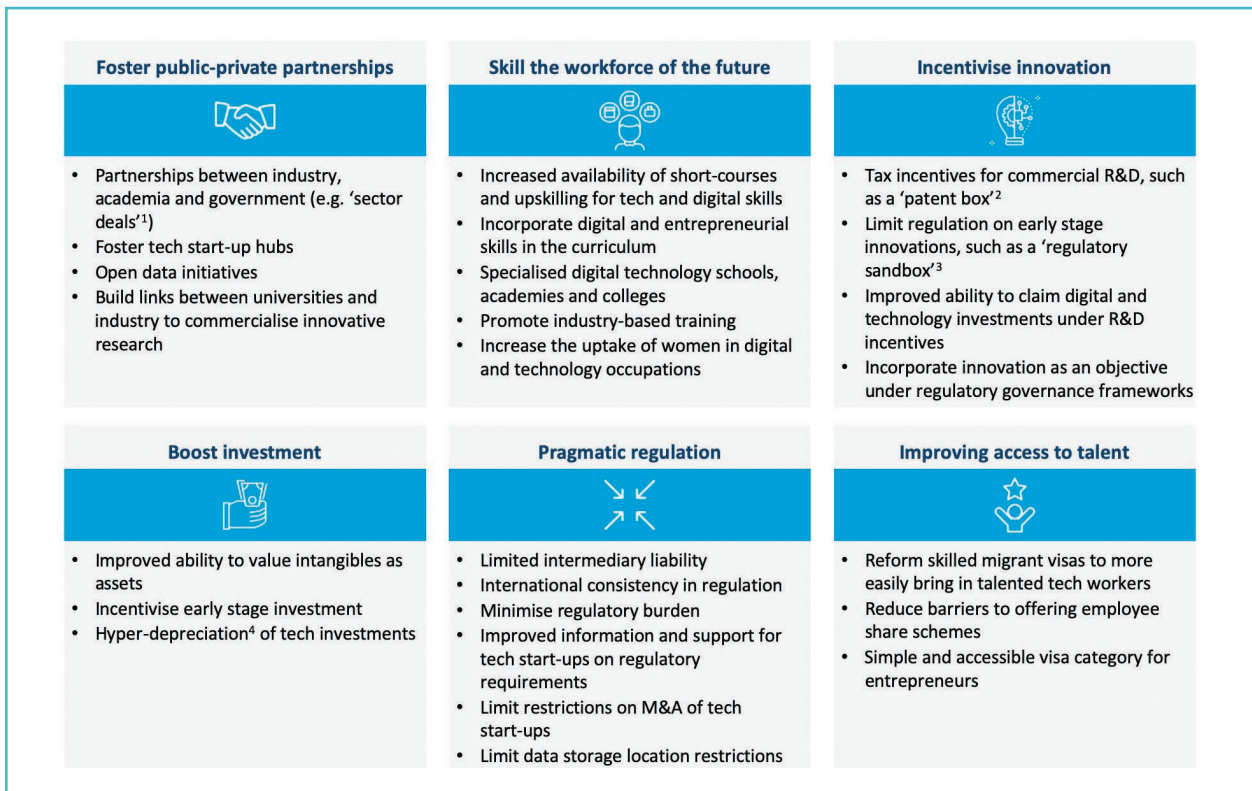 Foster public-private partnerships
• Partnerships between industry,
academia and government (e.g. ‘sector
deals’¹)
• Foster tech start-up hubs
• Open data initiatives
• Build links between universities and
industry to commercialise innovative
research
Skill the workforce of the future
• Increased availability of short-courses
and upskilling for tech and digital skills
• Incorporate digital and entrepreneurial
skills in the curriculum
• Specialised digital technology schools,
academies and colleges
• Promote industry-based training
• Increase the uptake of women in digital
and technology occupations
Incentivise innovation
• Tax incentives for commercial R&D, such
as a ‘patent box’²
• Limit regulation on early stage
innovations, such as a ‘regulatory
sandbox’³
• Improved ability to claim digital and
technology investments under R&D
incentives
• Incorporate innovation as an objective
under regulatory governance frameworks
Boost investment
• Improved ability to value intangibles as
assets
• Incentivise early stage investment
• Hyper-depreciation⁴ of tech investments
Pragmatic regulation
• Limited intermediary liability
• International consistency in regulation
• Minimise regulatory burden
• Improved information and support for
tech start-ups on regulatory
requirements
• Limit restrictions on M&A of tech
start-ups
• Limit data storage location restrictions
Improving access to talent
• Reform skilled migrant visas to more
easily bring in talented tech workers
• Reduce barriers to offering employee
share schemes
• Simple and accessible visa category for
entrepreneurs